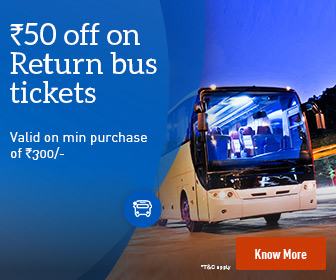 ₹50 off on
Return bus
tickets
Valid on min purchase
of ₹300/-
*T&C apply
Know More